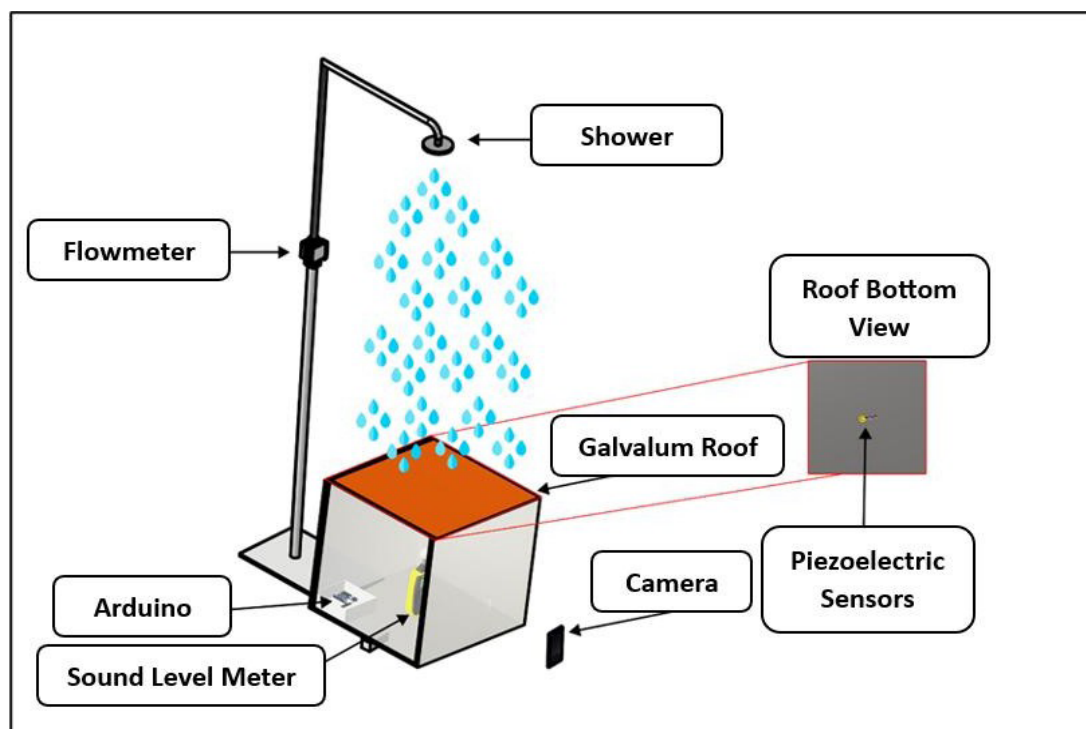 Shower
Flowmeter
Roof Bottom
View
Galvalum Roof
Piezoelectric
Sensors
Camera
Arduino
Sound Level Meter